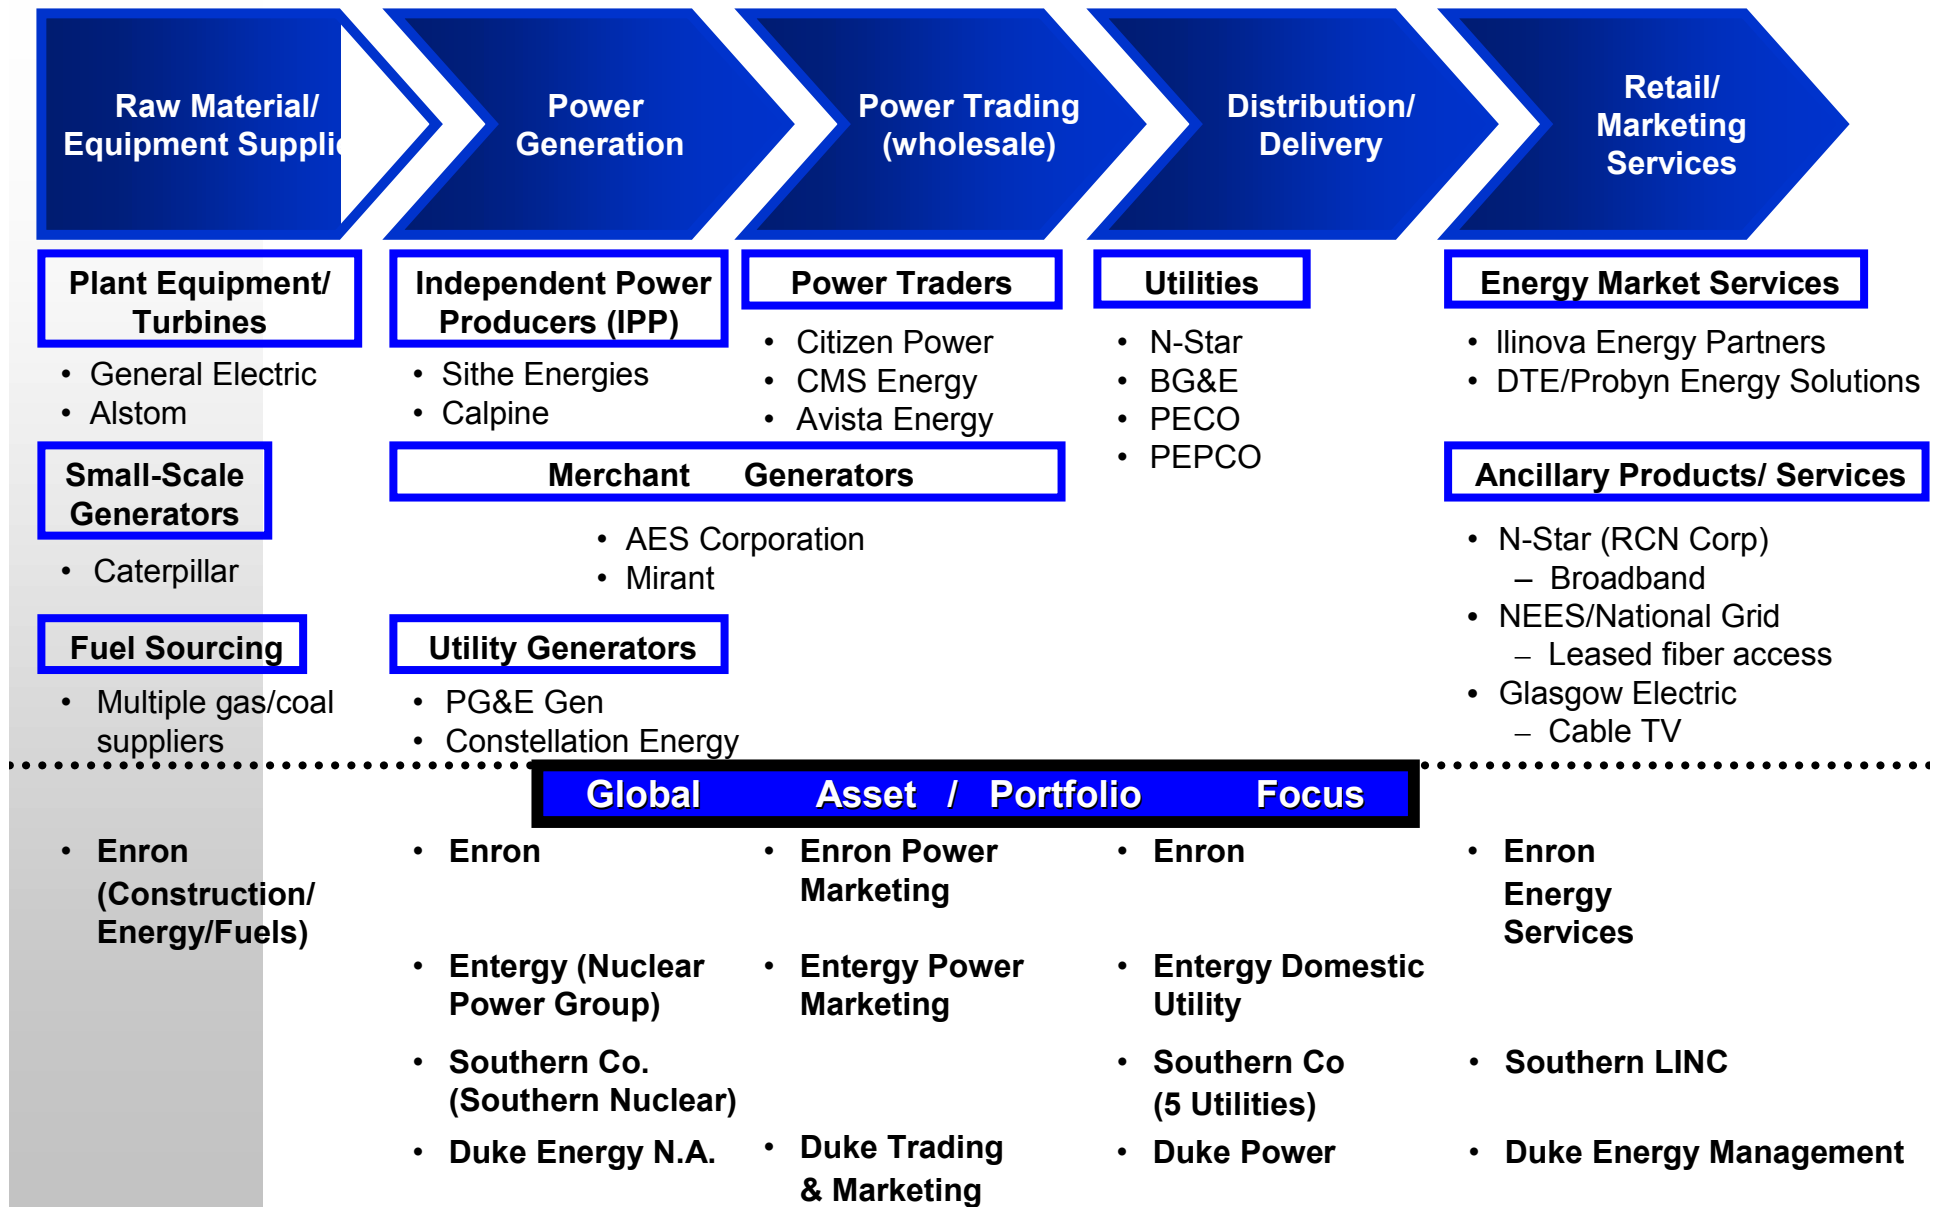 Raw Material/
Equipment Supplie
Power
Generation
Power Trading
(wholesale)
Distribution/
Delivery
Retail/
Marketing
Services
Plant Equipment/
Turbines
• General Electric
• Alstom
Small-Scale
Generators
• Caterpillar
Fuel Sourcing
• Multiple gas/coal
suppliers
Independent Power
Producers (IPP)
• Sithe Energies
• Calpine
Power Traders
• Citizen Power
• CMS Energy
• Avista Energy
Merchant Generators
• AES Corporation
• Mirant
Utility Generators
• PG&E Gen
• Constellation Energy
Utilities
• N-Star
• BG&E
• PECO
• PEPCO
Energy Market Services
• Ilinova Energy Partners
• DTE/Probyn Energy Solutions
Ancillary Products/ Services
• N-Star (RCN Corp)
– Broadband
• NEES/National Grid
– Leased fiber access
• Glasgow Electric
– Cable TV
Global Asset / Portfolio Focus
• Enron
(Construction/
Energy/Fuels)
• Enron
• Enron Power
Marketing
• Enron
• Enron
Energy
Services
• Entergy (Nuclear
Power Group)
• Entergy Power
Marketing
• Entergy Domestic
Utility
• Southern Co.
(Southern Nuclear)
• Southern Co
(5 Utilities)
• Southern LINC
• Duke Energy N.A.
• Duke Trading
& Marketing
• Duke Power
• Duke Energy Management